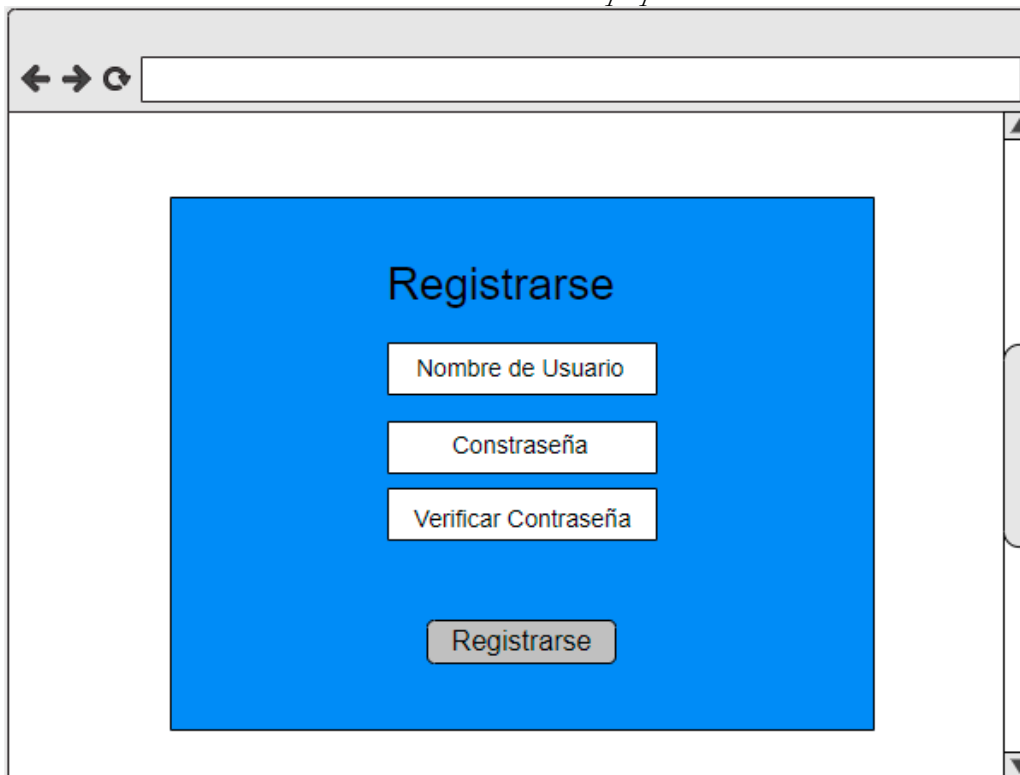 Registrarse
Nombre de Usuario
Constraseña
Verificar Contraseña
Registrarse